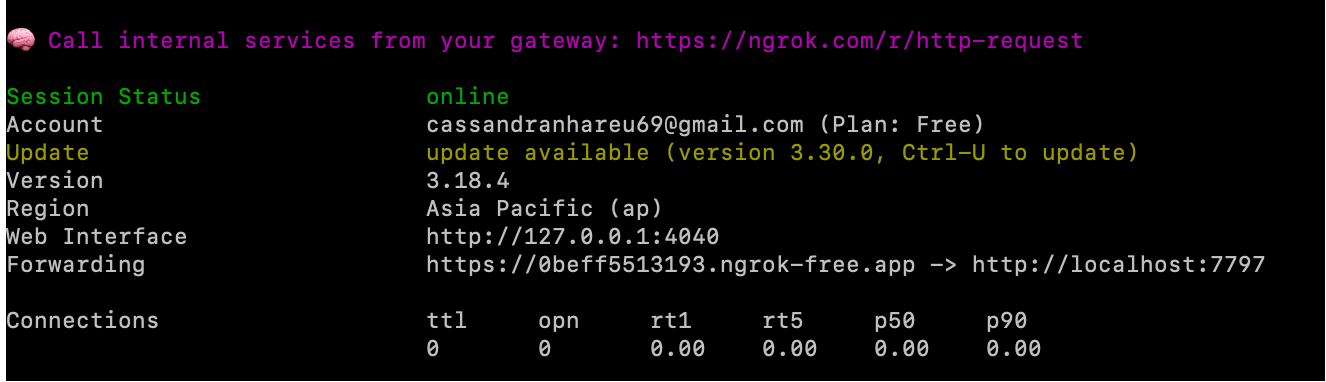 🧠 Call internal services from your gateway: https://ngrok.com/r/http-request
Session Status online
Account cassandranhareu69@gmail.com (Plan: Free)
Update update available (version 3.30.0, Ctrl-U to update)
Version 3.18.4
Region Asia Pacific (ap)
Web Interface http://127.0.0.1:4040
Forwarding https://0beff5513193.ngrok-free.app -> http://localhost:7797
Connections ttl opn rt1 rt5 p50 p90
0 0 0.00 0.00 0.00 0.00